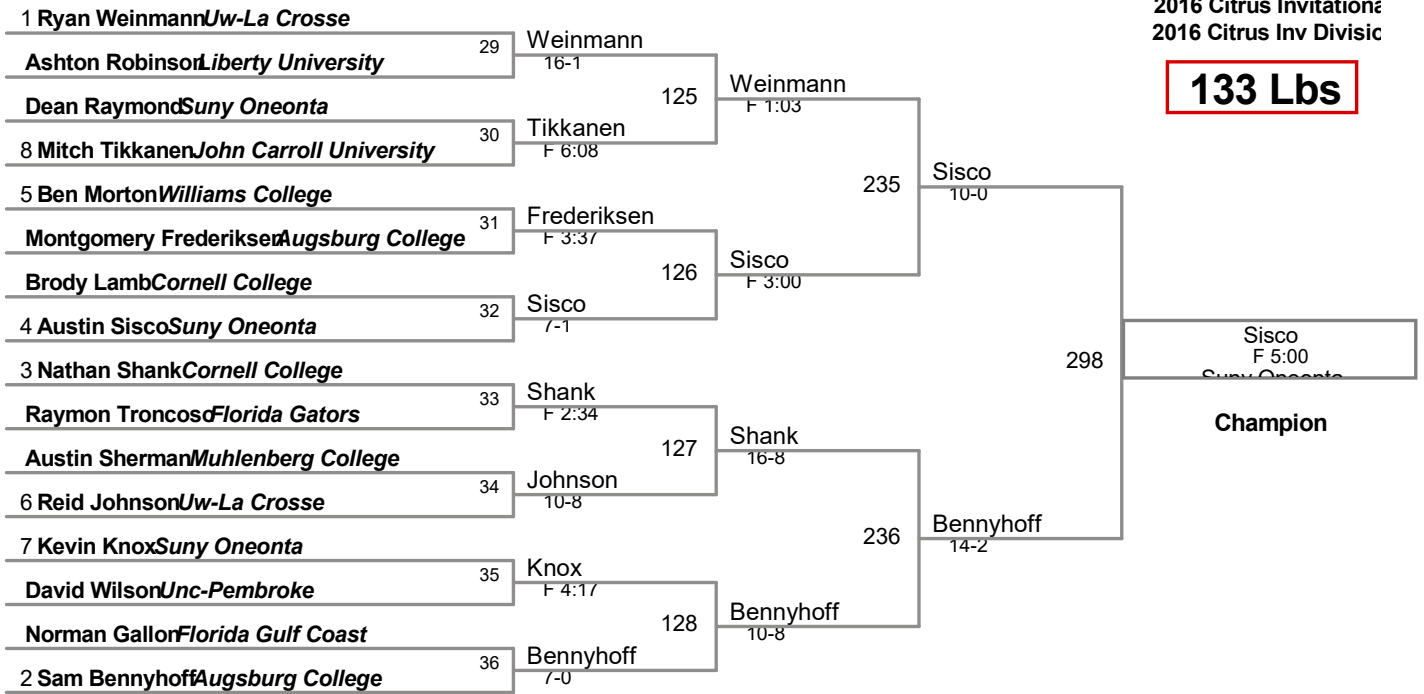 2016 Citrus Invitationa
2016 Citrus Inv Divisio
133 Lbs
1 Ryan Weinmann Uw-La Crosse
Ashton Robinson Liberty University
Dean Raymond Suny Oneonta
8 Mitch Tikkanen John Carroll University
5 Ben Morton Williams College
Montgomery Frederiksen Augsburg College
Brody Lamb Cornell College
4 Austin Sisco Suny Oneonta
3 Nathan Shank Cornell College
Raymon Troncoso Florida Gators
Austin Sherman Muhlenberg College
6 Reid Johnson Uw-La Crosse
7 Kevin Knox Suny Oneonta
David Wilson Unc-Pembroke
Norman Gallon Florida Gulf Coast
2 Sam Bennyhoff Augsburg College
29
Weinmann
16-1
30
Tikkanen
F 6:08
31
Frederiksen
F 3:37
32
Sisco
7-1
33
Shank
F 2:34
34
Johnson
10-8
35
Knox
F 4:17
36
Bennyhoff
7-0
125
Weinmann
F 1:03
126
Sisco
F 3:00
127
Shank
16-8
128
Bennyhoff
10-8
235
Sisco
10-0
236
Bennyhoff
14-2
298
Sisco
F 5:00
Suny Oneonta
Champion